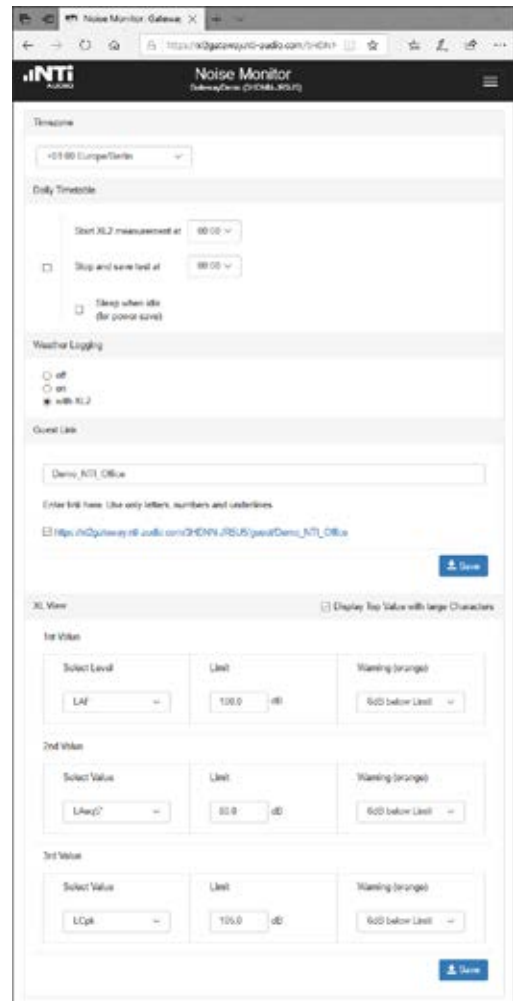 Noise Monitor Gateway
NTi
AUDIO
Noise Monitor
Timezone
+01:00 Europe/Berlin
Daily Timetable
Start XL2 measurement at 00:00
Stop and save test at 00:00
Sleep when idle
(for power save)
Weather Logging
off
on
with XL2
Guest Link
Demo_NTI_Office
Enter link here. Use only letters, numbers and underlines
Save
XL View
Display Top Value with large Characters
1st Value
Select Level Limit Warning (orange)
LAF 100.0 dB 6dB below Limit
2nd Value
Select Value Limit Warning (orange)
dB 6dB below Limit
3rd Value
Select Value Limit Warning (orange)
LCpk dB 6dB below Limit
Save